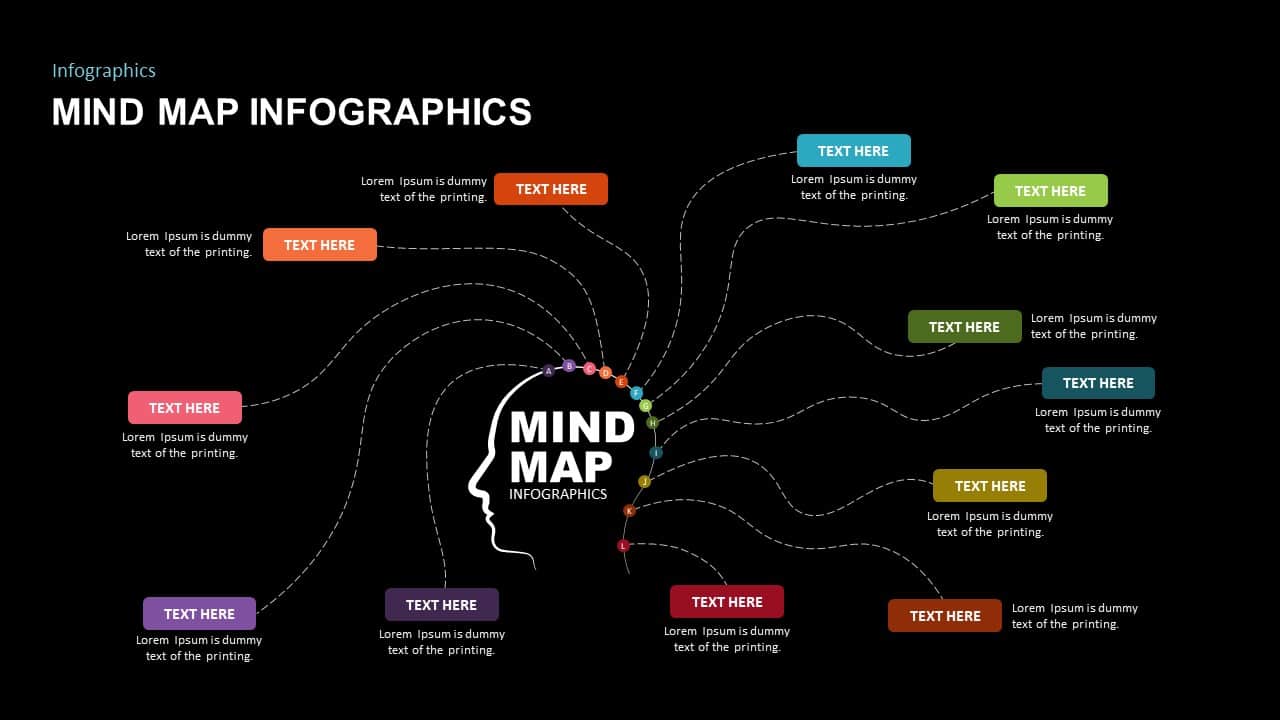 Infographics
MIND MAP INFOGRAPHICS
TEXT HERE
Lorem Ipsum is dummy
text of the printing.
TEXT HERE
Lorem Ipsum is dummy
text of the printing.
TEXT HERE
Lorem Ipsum is dummy
text of the printing.
TEXT HERE
Lorem Ipsum is dummy
text of the printing.
TEXT HERE
Lorem Ipsum is dummy
text of the printing.
TEXT HERE
Lorem Ipsum is dummy
text of the printing.
A
B
C
D
E
F
G
H
I
J
K
L
MIND
MAP
INFOGRAPHICS
TEXT HERE
Lorem Ipsum is dummy
text of the printing.
TEXT HERE
Lorem Ipsum is dummy
text of the printing.
TEXT HERE
Lorem Ipsum is dummy
text of the printing.
TEXT HERE
Lorem Ipsum is dummy
text of the printing.
TEXT HERE
Lorem Ipsum is dummy
text of the printing.
TEXT HERE
Lorem Ipsum is dummy
text of the printing.